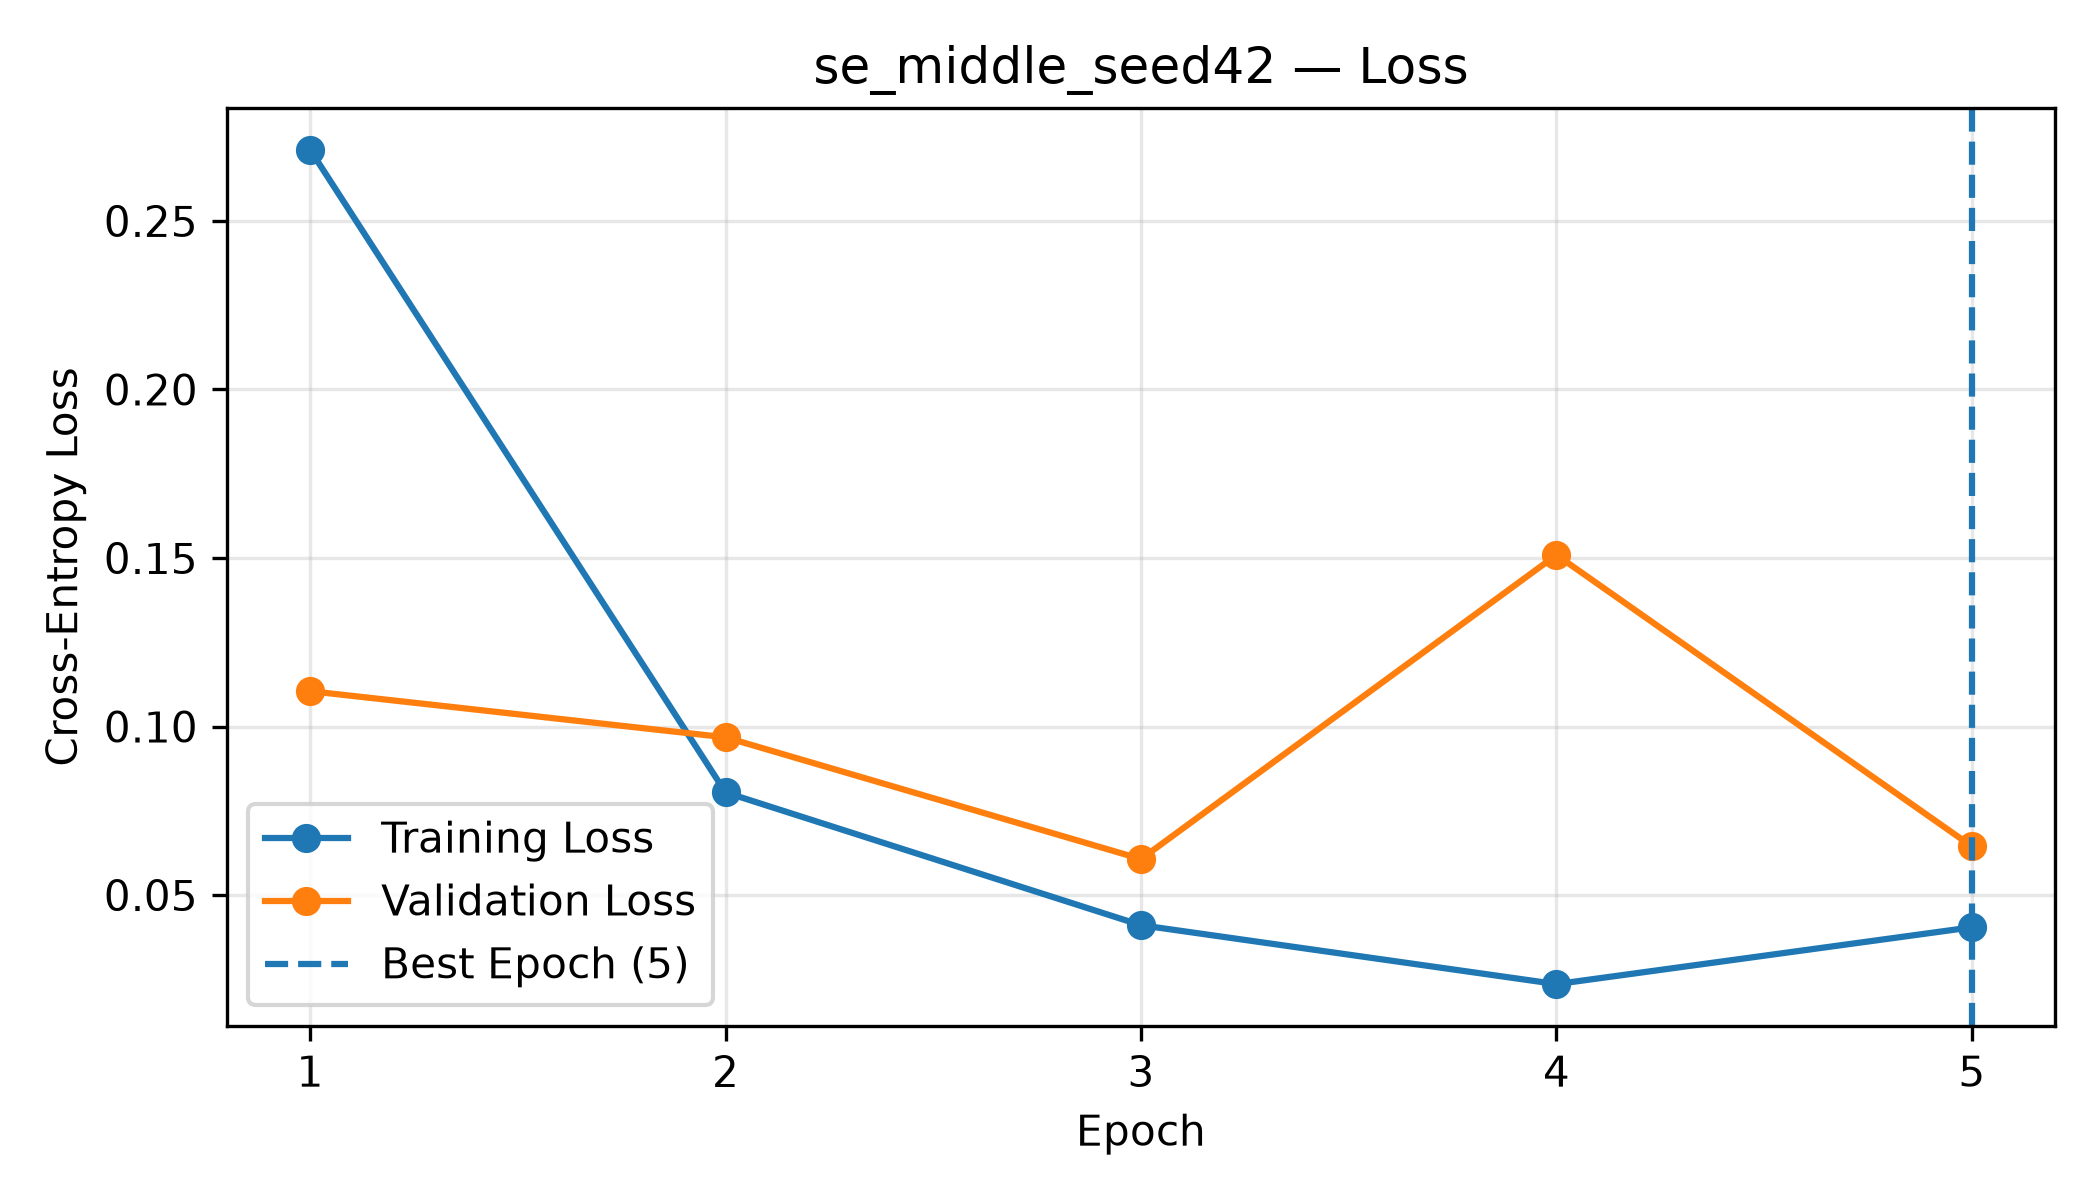 se_middle_seed42 — Loss
Cross-Entropy Loss
0.25
0.20
0.15
0.10
0.05
Training Loss
Validation Loss
Best Epoch (5)
1 2 3 4 5
Epoch